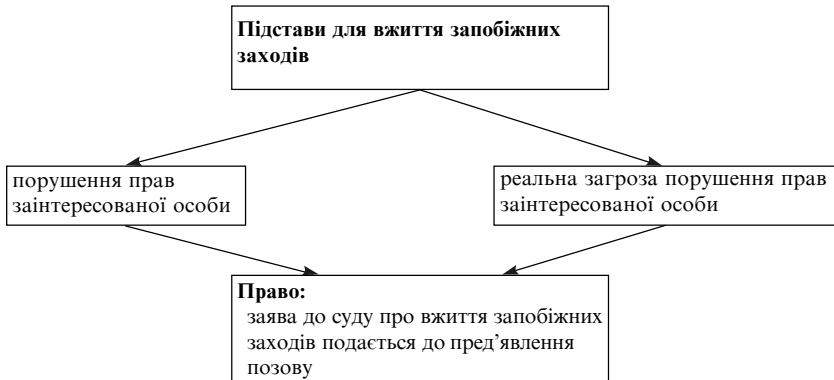 Підстави для вжиття запобіжних
заходів
порушення прав
заінтересованої особи
реальна загроза порушення прав
заінтересованої особи
Право:
заява до суду про вжиття запобіжних
заходів подається до пред’явлення
позову